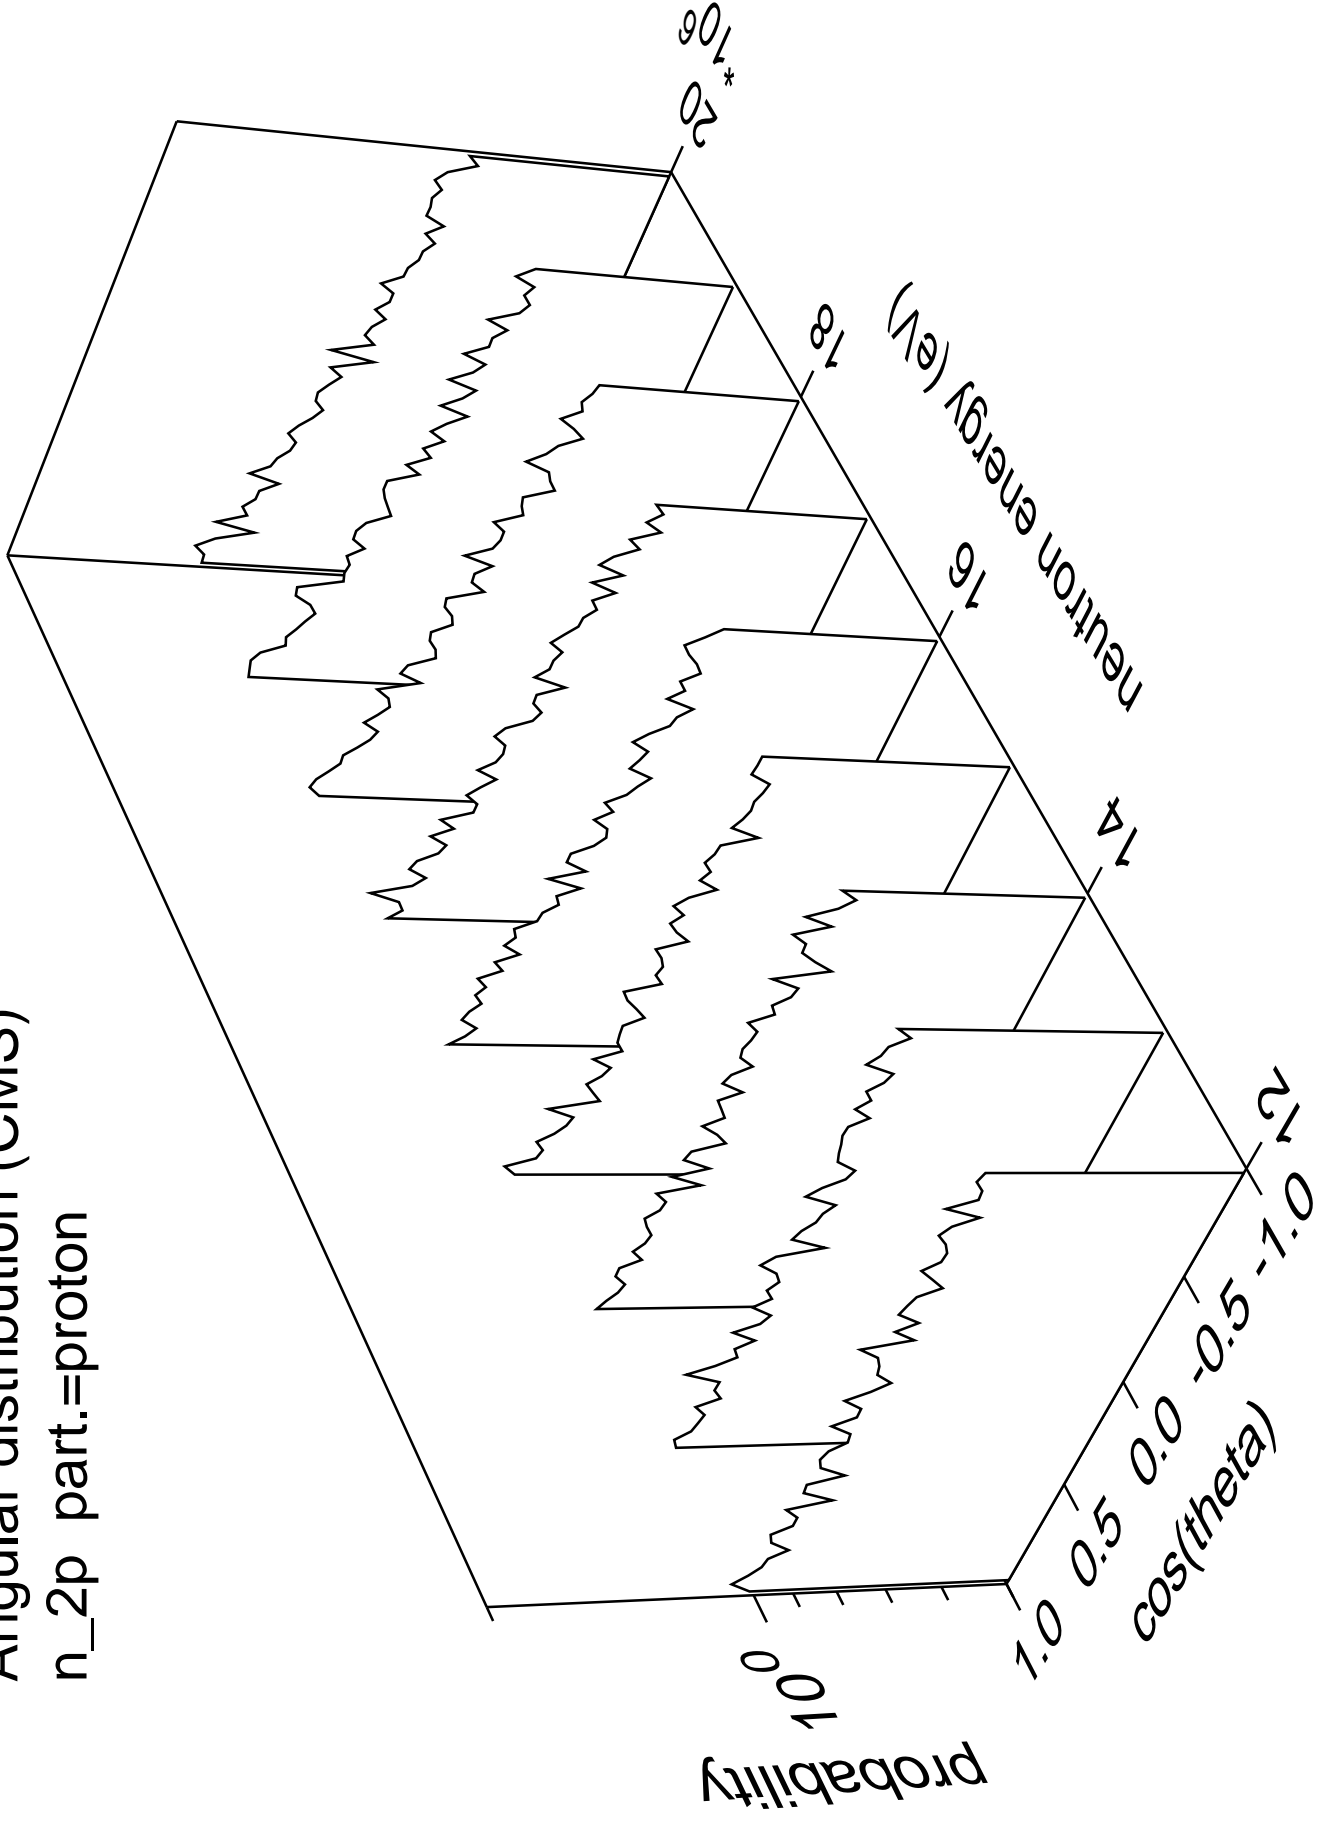 Angular distribution (CMS)
n_2p part.=proton
probability
10^0
1.0 0.5 0.0 -0.5 -1.0
cos(theta)
12 14 16 18 20 *10^6
neutron energy (eV)